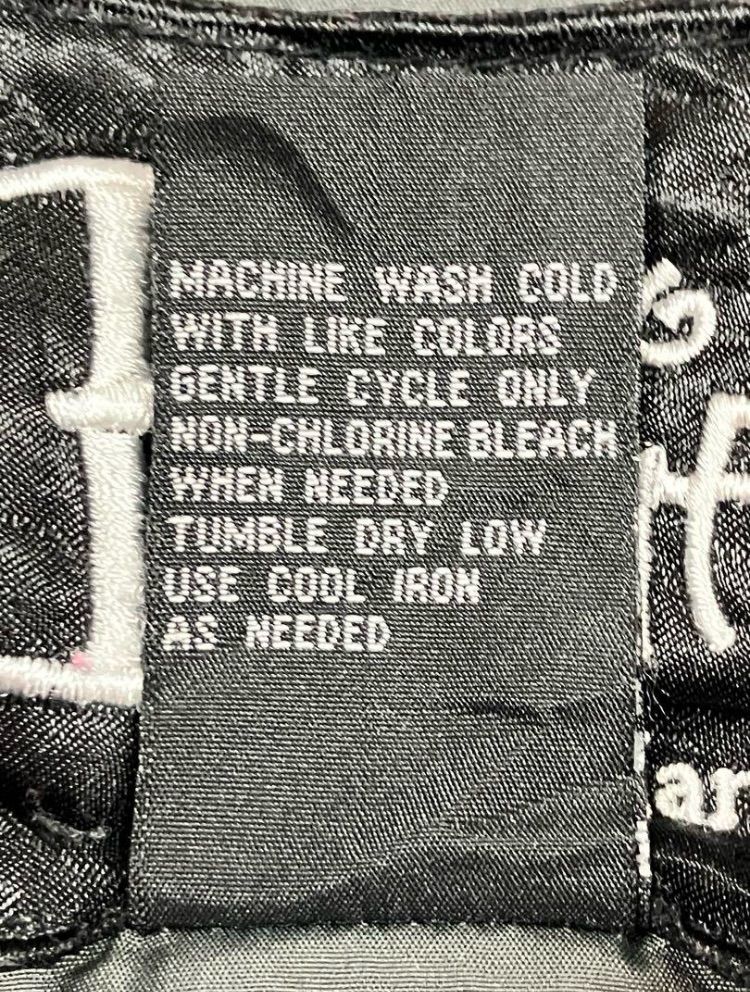 MACHINE WASH COLD
WITH LIKE COLORS
GENTLE CYCLE ONLY
NON-CHLORINE BLEACH
WHEN NEEDED
TUMBLE DRY LOW
USE COOL IRON
AS NEEDED
ar